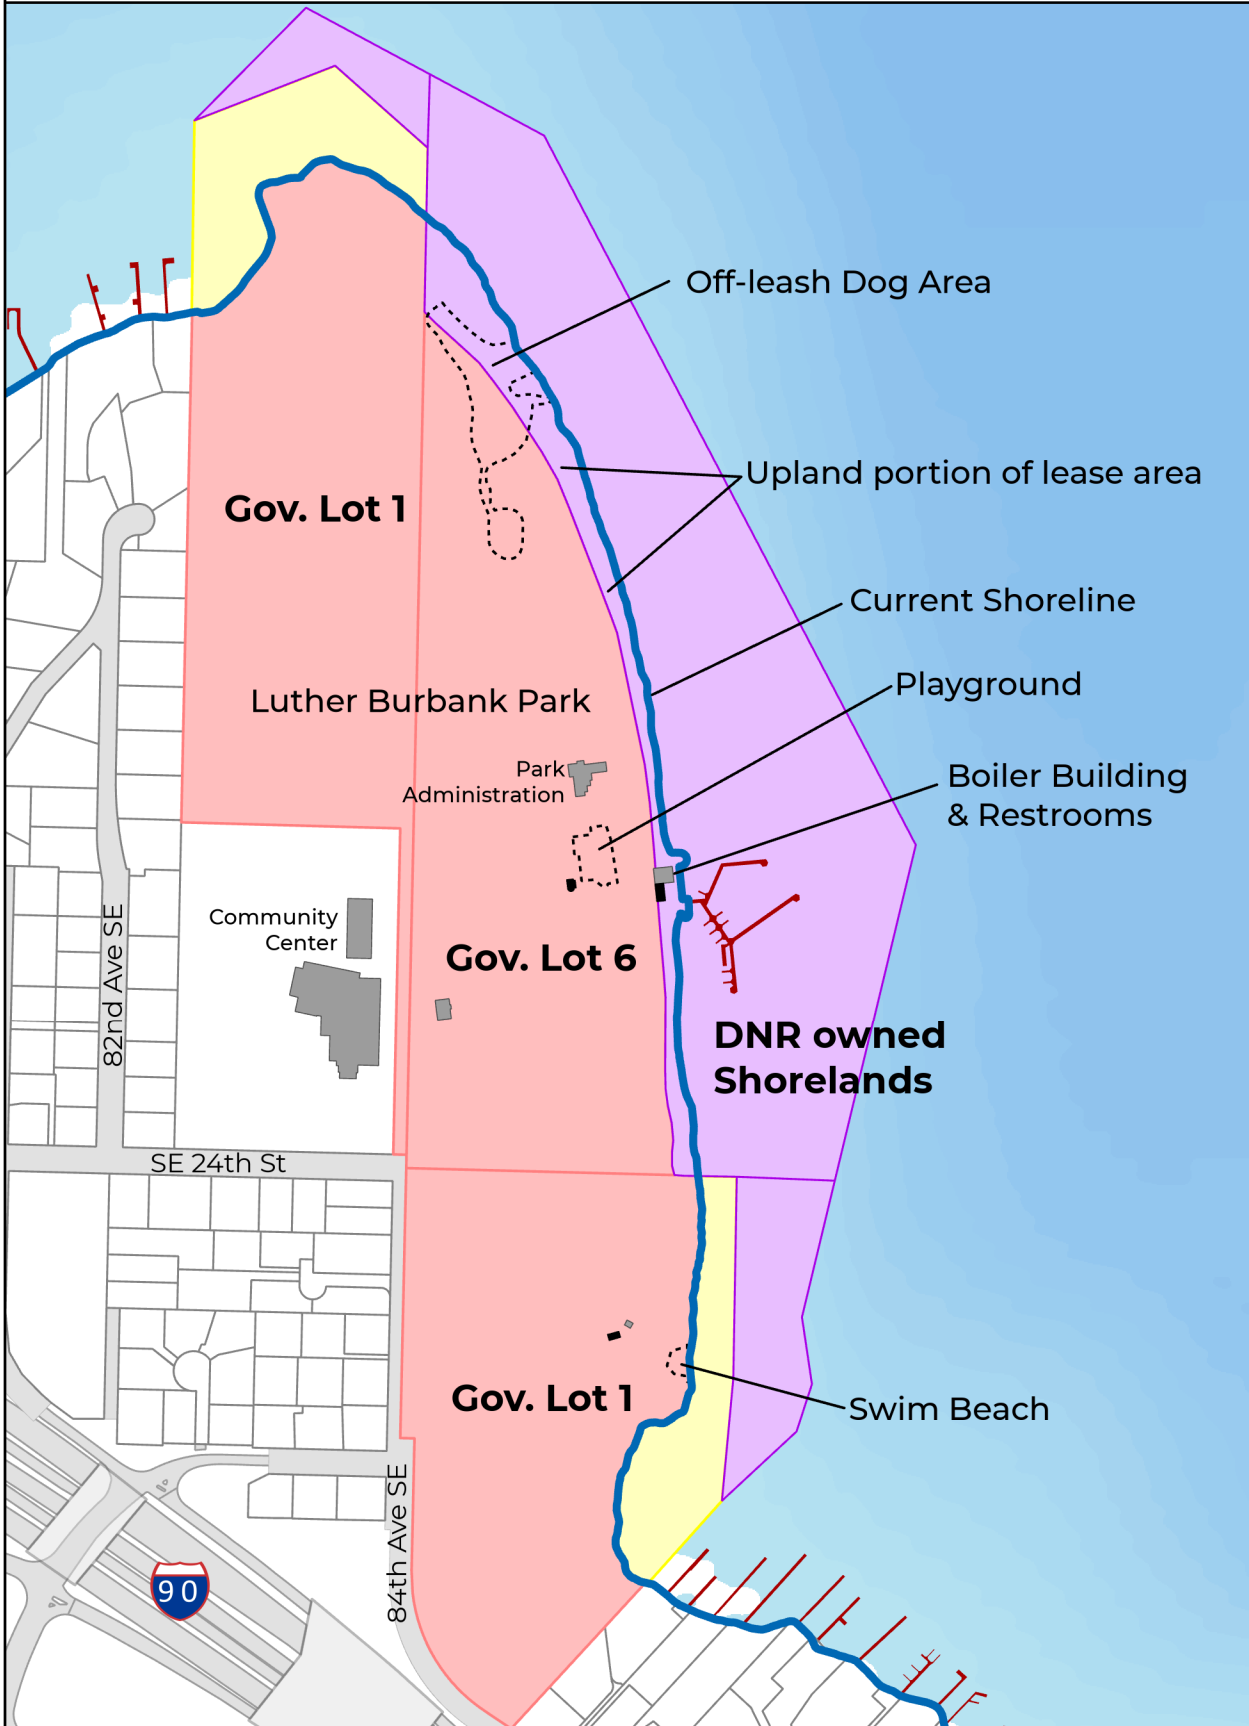 Off-leash Dog Area
Upland portion of lease area
Gov. Lot 1
Current Shoreline
Luther Burbank Park
Playground
Park
Administration
Boiler Building
& Restrooms
Community
Center
Gov. Lot 6
82nd Ave SE
DNR owned
Shorelands
SE 24th St
Gov. Lot 1
Swim Beach
84th Ave SE
90